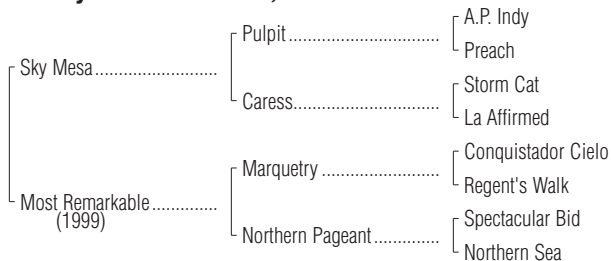 A.P. Indy
Pulpit
Preach
Sky Mesa
Storm Cat
Caress
La Affirmed
Conquistador Cielo
Marquetry
Regent's Walk
Most Remarkable
(1999)
Spectacular Bid
Northern Pageant
Northern Sea